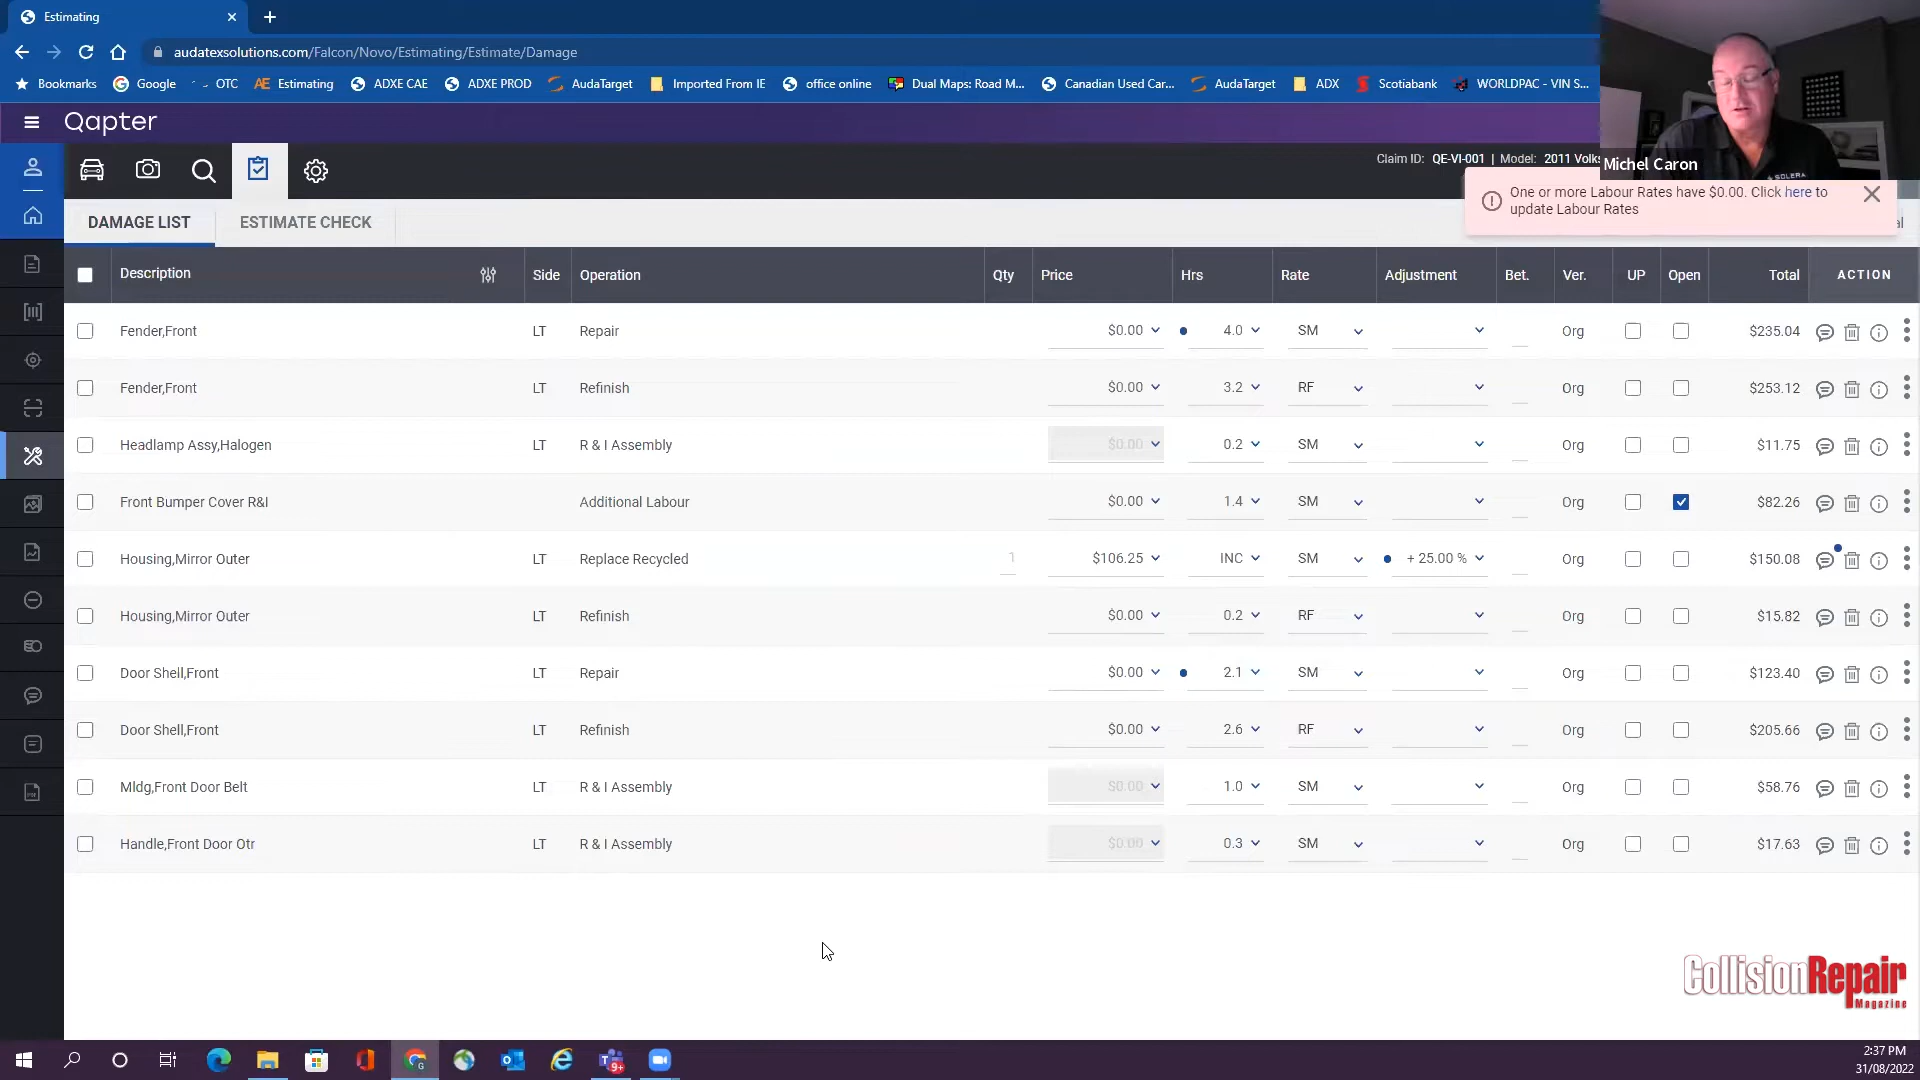 Estimating
audatexsolutions.com/Falcon/Novo/Estimating/Estimate/Damage
Bookmarks Google OTC AE Estimating ADXE CAE ADXE PROD AudaTarget Imported From IE office online Dual Maps: Road M... Canadian Used Car... AudaTarget ADX Scotiabank WORLDPAC - VIN S...
Qapter
Claim ID: QE-VI-001 | Model: 2011 Volks
Michel Caron
SOLERA
One or more Labour Rates have $0.00. Click here to
update Labour Rates
DAMAGE LIST ESTIMATE CHECK
Description Side Operation Qty Price Hrs Rate Adjustment Bet. Ver. UP Open Total ACTION
Fender,Front LT Repair $0.00 4.0 SM Org $235.04
Fender,Front LT Refinish $0.00 3.2 RF Org $253.12
Headlamp Assy,Halogen LT R & I Assembly $0.00 0.2 SM Org $11.75
Front Bumper Cover R&I Additional Labour $0.00 1.4 SM Org $82.26
Housing,Mirror Outer LT Replace Recycled 1 $106.25 INC SM + 25.00 % Org $150.08
Housing,Mirror Outer LT Refinish $0.00 0.2 RF Org $15.82
Door Shell,Front LT Repair $0.00 2.1 SM Org $123.40
Door Shell,Front LT Refinish $0.00 2.6 RF Org $205.66
Mldg,Front Door Belt LT R & I Assembly $0.00 1.0 SM Org $58.76
Handle,Front Door Otr LT R & I Assembly $0.00 0.3 SM Org $17.63
CollisionRepair
Magazine
9+
2:37 PM
31/08/2022